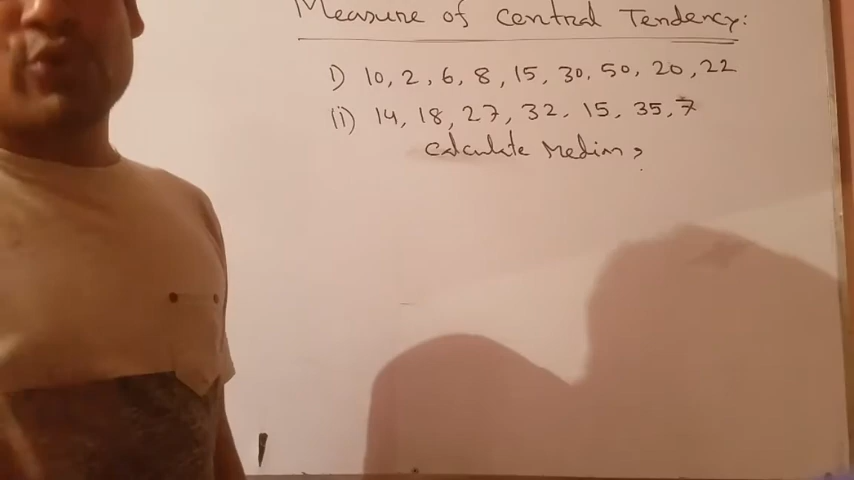 Measure of Central Tendency:
i) 10, 2, 6, 8, 15, 30, 50, 20, 22
(ii) 14, 18, 27, 32, 15, 35, 7
Calculate Median ?